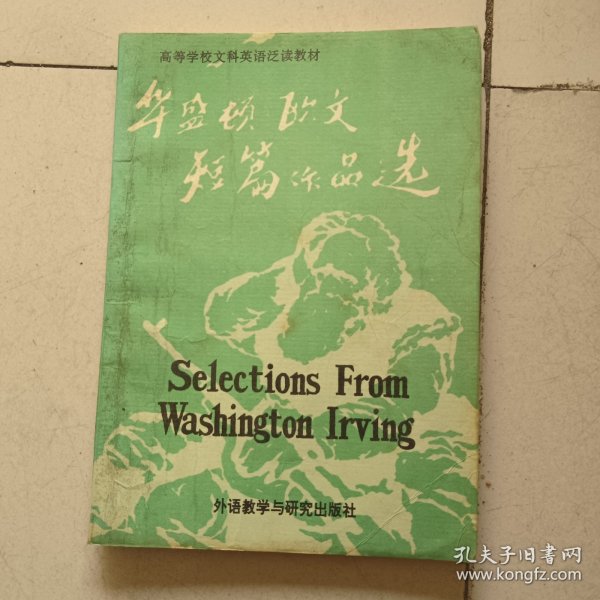 高等学校文科英语泛读教材
华盛顿 欧文
短篇作品选
Selections From
Washington Irving
外语教学与研究出版社
孔夫子旧书网
www.kongfz.com